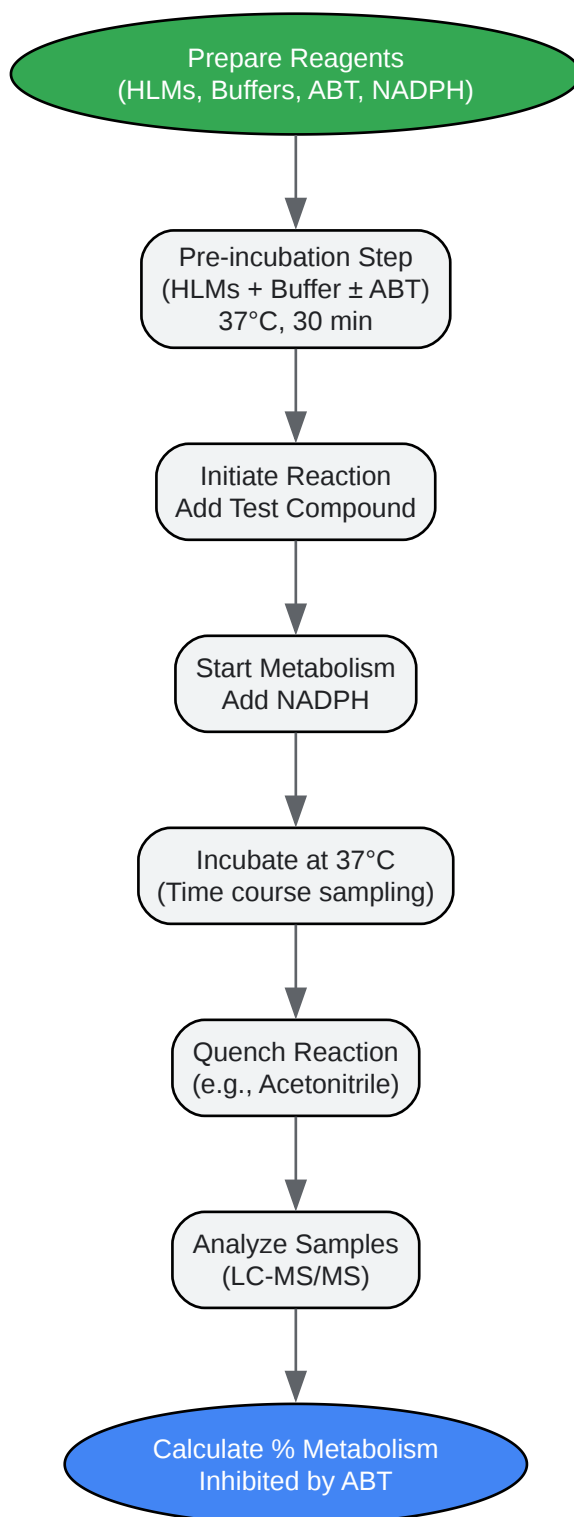 Prepare Reagents
(HLMs, Buffers, ABT, NADPH)
Pre-incubation Step
(HLMs + Buffer ± ABT)
37°C, 30 min
Initiate Reaction
Add Test Compound
Start Metabolism
Add NADPH
Incubate at 37°C
(Time course sampling)
Quench Reaction
(e.g., Acetonitrile)
Analyze Samples
(LC-MS/MS)
Calculate % Metabolism
Inhibited by ABT